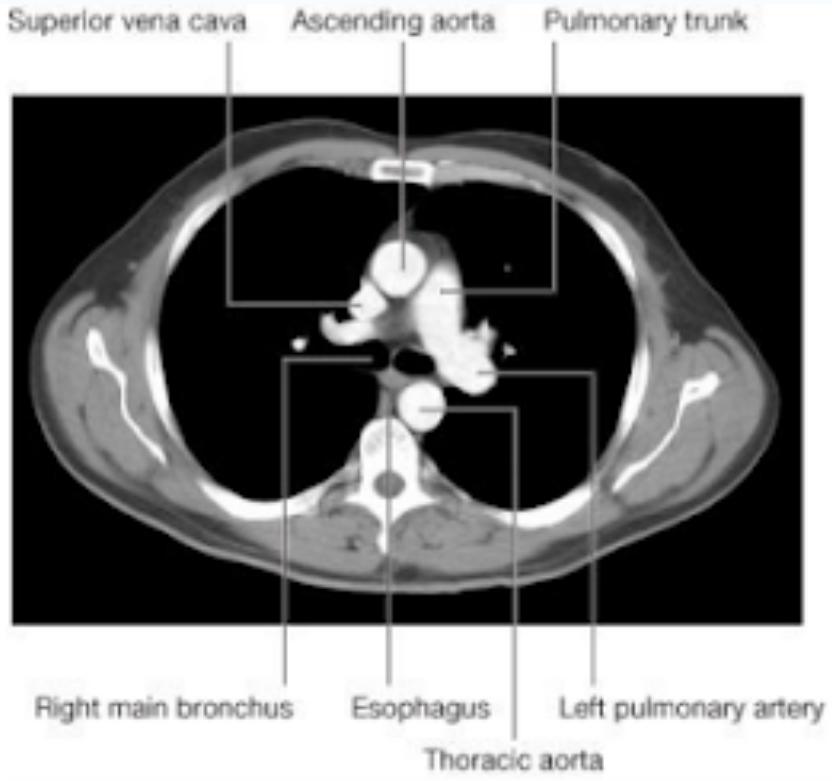 Superior vena cava
Ascending aorta
Pulmonary trunk
Right main bronchus
Esophagus
Left pulmonary artery
Thoracic aorta